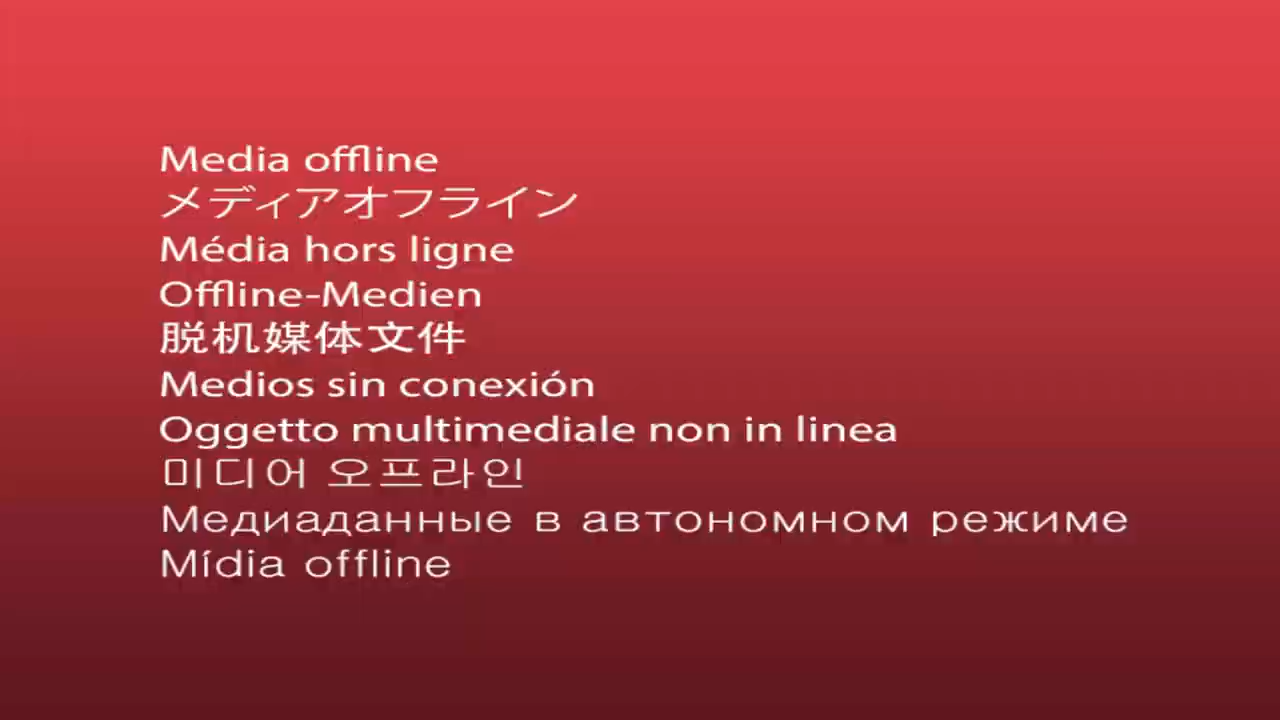 Media offline
メディアオフライン
Média hors ligne
Offline-Medien
脱机媒体文件
Medios sin conexión
Oggetto multimediale non in linea
미디어 오프라인
Медиаданные в автономном режиме
Mídia offline